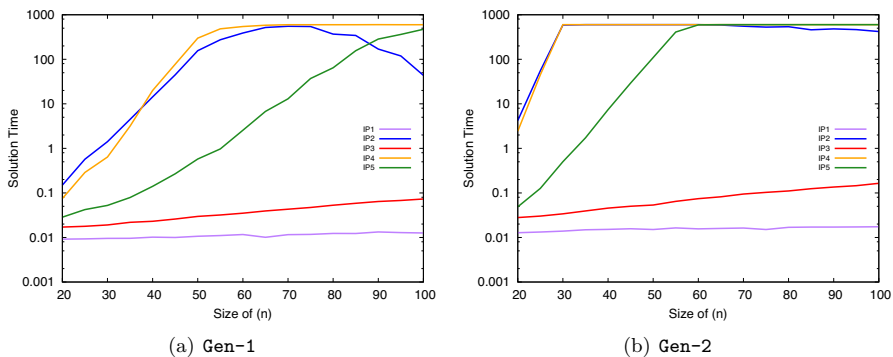 1000
100
10
1
0.1
0.01
0.001
Solution Time
20 30 40 50 60 70 80 90 100
Size of (n)
IP1
IP2
IP3
IP4
IP5
(a) Gen-1
1000
100
10
1
0.1
0.01
0.001
Solution Time
20 30 40 50 60 70 80 90 100
Size of (n)
IP1
IP2
IP3
IP4
IP5
(b) Gen-2